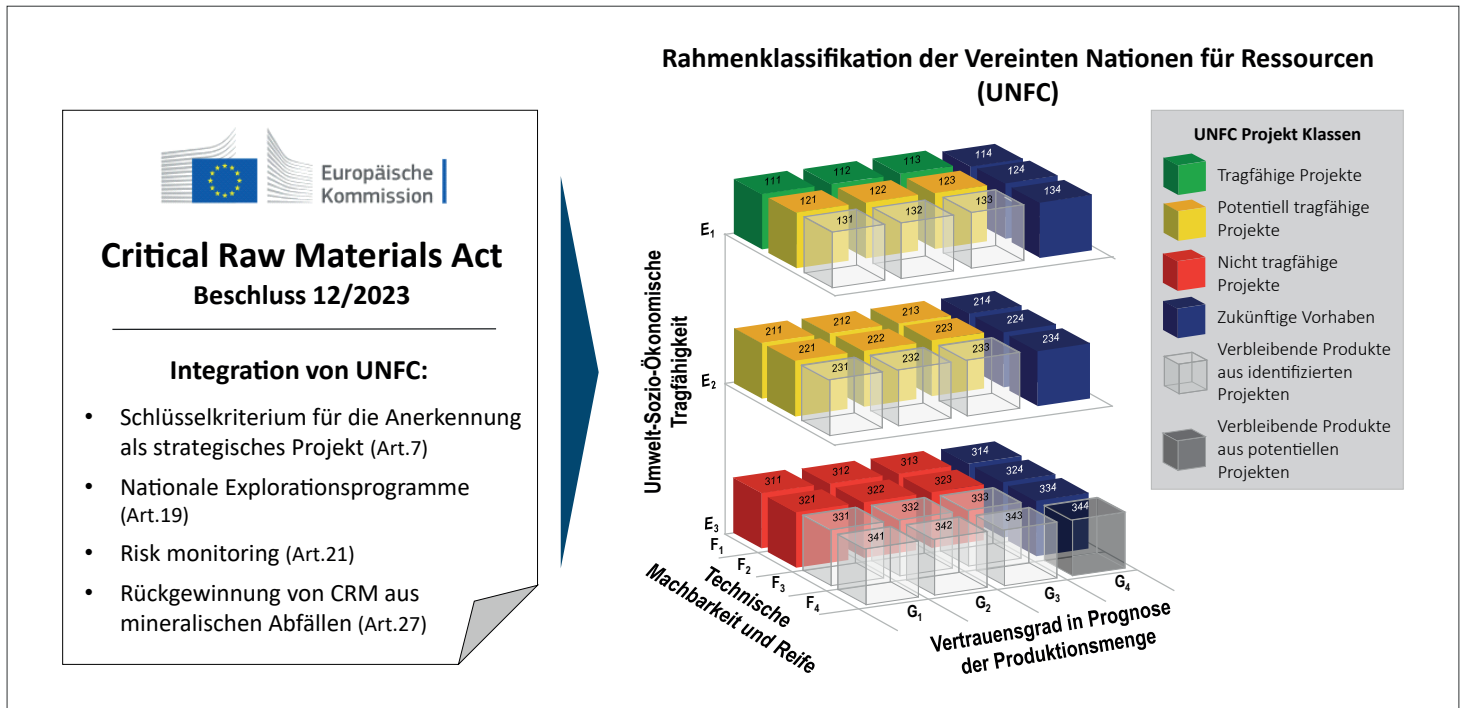 Europäische
Kommission
Critical Raw Materials Act
Beschluss 12/2023
Integration von UNFC:
• Schlüsselkriterium für die Anerkennung
als strategisches Projekt (Art.7)
• Nationale Explorationsprogramme
(Art.19)
• Risk monitoring (Art.21)
• Rückgewinnung von CRM aus
mineralischen Abfällen (Art.27)
Rahmenklassifikation der Vereinten Nationen für Ressourcen
(UNFC)
Umwelt-Sozio-Ökonomische
Tragfähigkeit
E1
111 112 113 114
121 122 123 124
131 132 133 134
E2
211 212 213 214
221 222 223 224
231 232 233 234
E3
311 312 313 314
321 322 323 324
331 332 333 334
341 342 343 344
F1
F2
F3
F4
Technische
Machbarkeit und Reife
G1
G2
G3
G4
Vertrauensgrad in Prognose
der Produktionsmenge
UNFC Projekt Klassen
Tragfähige Projekte
Potentiell tragfähige
Projekte
Nicht tragfähige
Projekte
Zukünftige Vorhaben
Verbleibende Produkte
aus identifizierten
Projekten
Verbleibende Produkte
aus potentiellen
Projekten